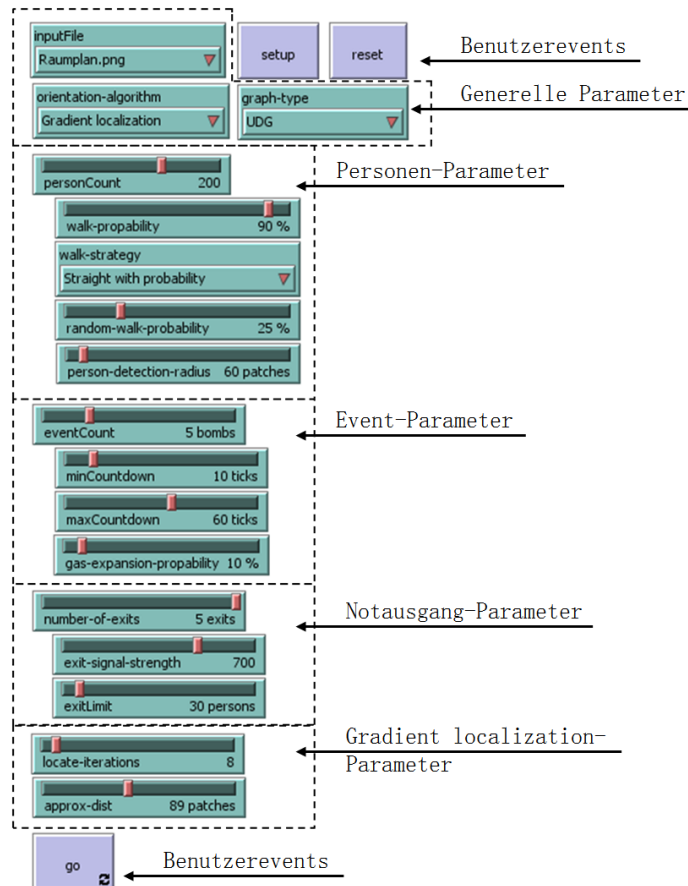 inputFile
Raumplan.png
setup
reset
Benutzerevents
orientation-algorithm
Gradient localization
graph-type
UDG
Generelle Parameter
personCount 200
Personen-Parameter
walk-propability 90 %
walk-strategy
Straight with probability
random-walk-probability 25 %
person-detection-radius 60 patches
eventCount 5 bombs
Event-Parameter
minCountdown 10 ticks
maxCountdown 60 ticks
gas-expansion-propability 10 %
number-of-exits 5 exits
Notausgang-Parameter
exit-signal-strength 700
exitLimit 30 persons
locate-iterations 8
Gradient localization-
Parameter
approx-dist 89 patches
go
Benutzerevents